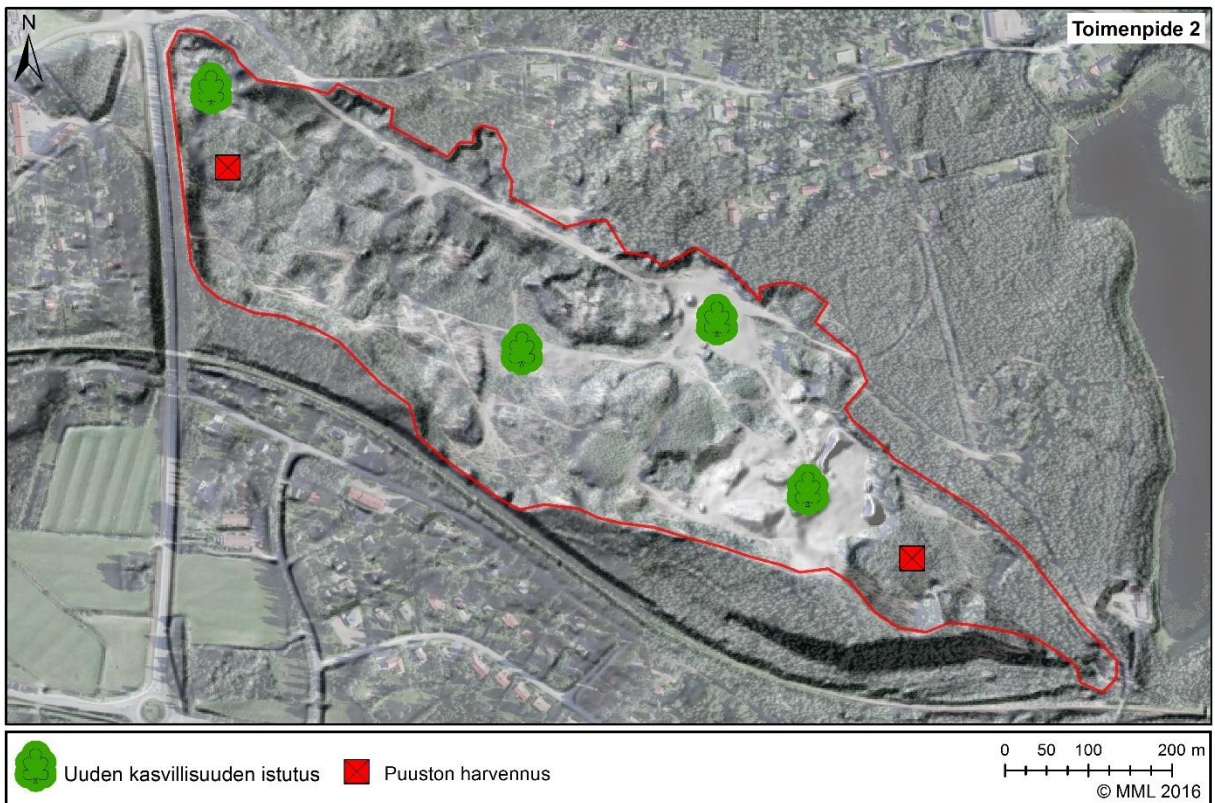 N
Toimenpide 2
Uuden kasvillisuuden istutus
Puuston harvennus
0 50 100 200 m
© MML 2016